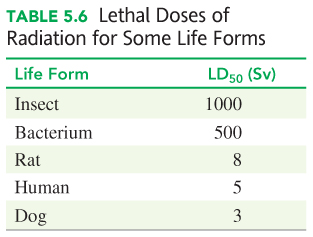 TABLE 5.6 Lethal Doses of
Radiation for Some Life Forms
Life Form LD50 (Sv)
Insect 1000
Bacterium 500
Rat 8
Human 5
Dog 3